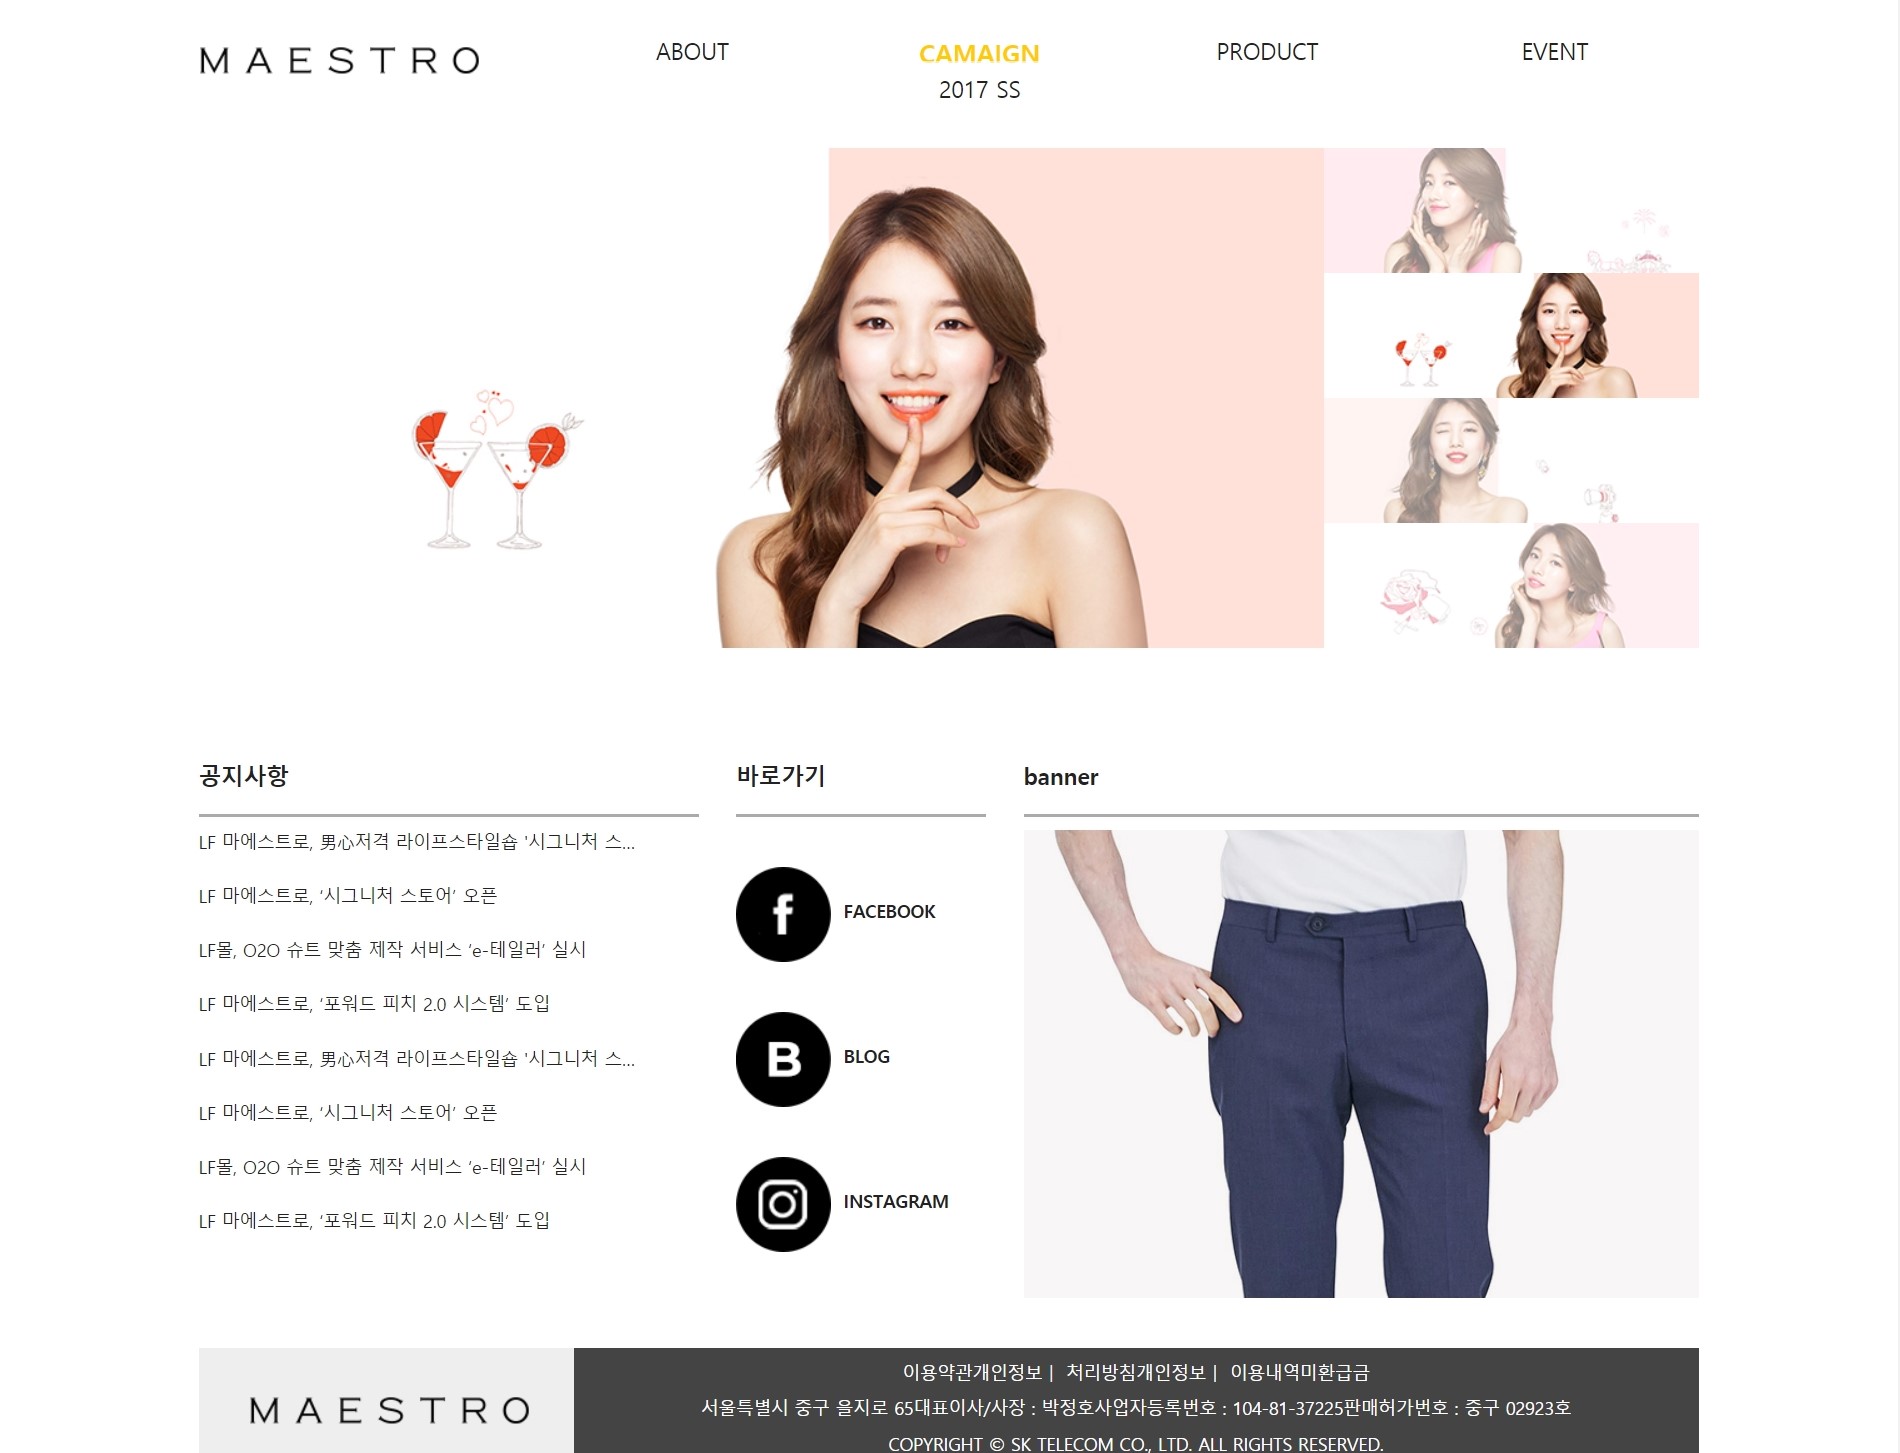 MAESTRO
ABOUT
CAMAIGN
PRODUCT
EVENT
2017 SS
공지사항
LF 마에스트로, 男心저격 라이프스타일숍 '시그니처 스...
LF 마에스트로, ‘시그니처 스토어’ 오픈
LF몰, O2O 슈트 맞춤 제작 서비스 ‘e-테일러’ 실시
LF 마에스트로, ‘포워드 피치 2.0 시스템’ 도입
LF 마에스트로, 男心저격 라이프스타일숍 '시그니처 스...
LF 마에스트로, ‘시그니처 스토어’ 오픈
LF몰, O2O 슈트 맞춤 제작 서비스 ‘e-테일러’ 실시
LF 마에스트로, ‘포워드 피치 2.0 시스템’ 도입
바로가기
f FACEBOOK
B BLOG
INSTAGRAM
banner
MAESTRO
이용약관개인정보 | 처리방침개인정보 | 이용내역미환급금
서울특별시 중구 을지로 65대표이사/사장 : 박정호사업자등록번호 : 104-81-37225판매허가번호 : 중구 02923호
COPYRIGHT © SK TELECOM CO., LTD. ALL RIGHTS RESERVED.